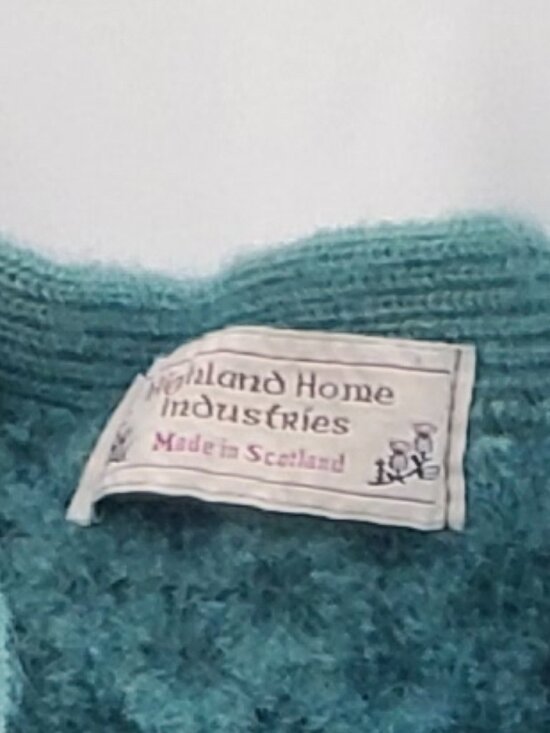 Highland Home
Industries
Made in Scotland